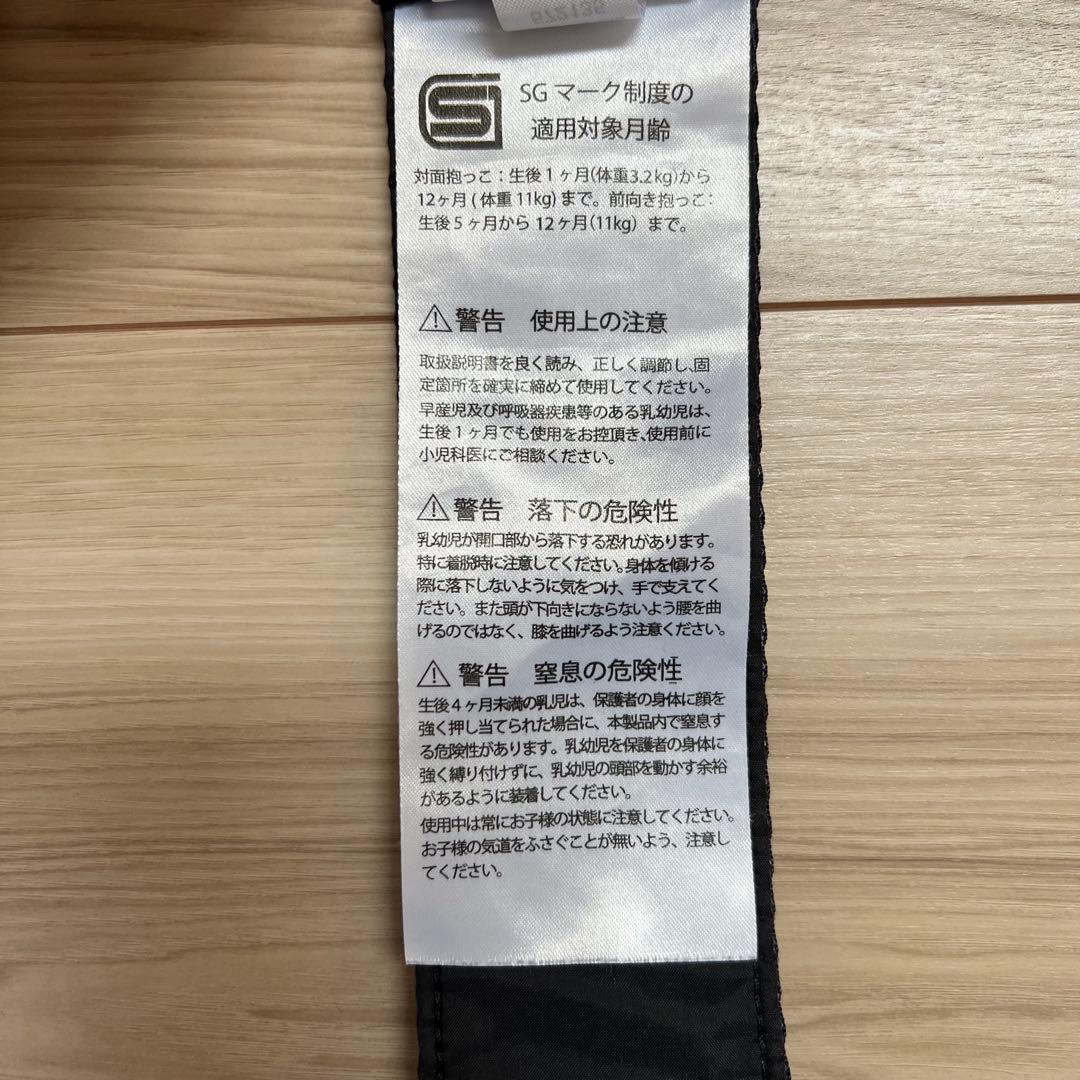 SG マーク制度の
適用対象月齢
対面抱っこ：生後１ヶ月(体重3.2kg)から
12ヶ月 ( 体重 11kg) まで。前向き抱っこ：
生後５ヶ月から 12ヶ月(11kg) まで。
警告 使用上の注意
取扱説明書を良く読み、正しく調節し、固
定箇所を確実に締めて使用してください。
早産児及び呼吸器疾患等のある乳幼児は、
生後１ヶ月でも使用をお控頂き、使用前に
小児科医にご相談ください。
警告 落下の危険性
乳幼児が開口部から落下する恐れがあります。
特に着脱時に注意してください。身体を傾ける
際に落下しないように気をつけ、手で支えてく
ださい。また頭が下向きにならないよう腰を曲
げるのではなく、膝を曲げるよう注意ください。
警告 窒息の危険性
生後４ヶ月未満の乳児は、保護者の身体に顔を
強く押し当てられた場合に、本製品内で窒息す
る危険性があります。乳幼児を保護者の身体に
強く縛り付けずに、乳幼児の頭部を動かす余裕
があるように装着してください。
使用中は常にお子様の状態に注意してください。
お子様の気道をふさぐことが無いよう、注意し
てください。